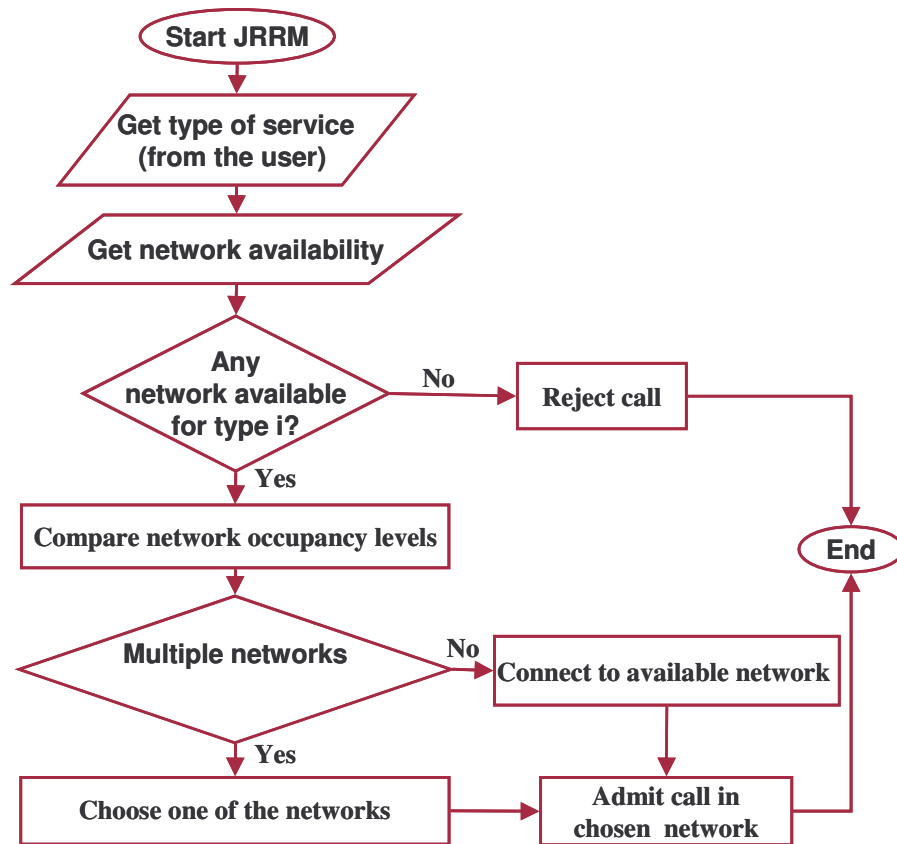 Start JRRM
Get type of service
(from the user)
Get network availability
Any
network available
for type i?
No
Reject call
Yes
Compare network occupancy levels
End
Multiple networks
No
Connect to available network
Yes
Choose one of the networks
Admit call in
chosen network